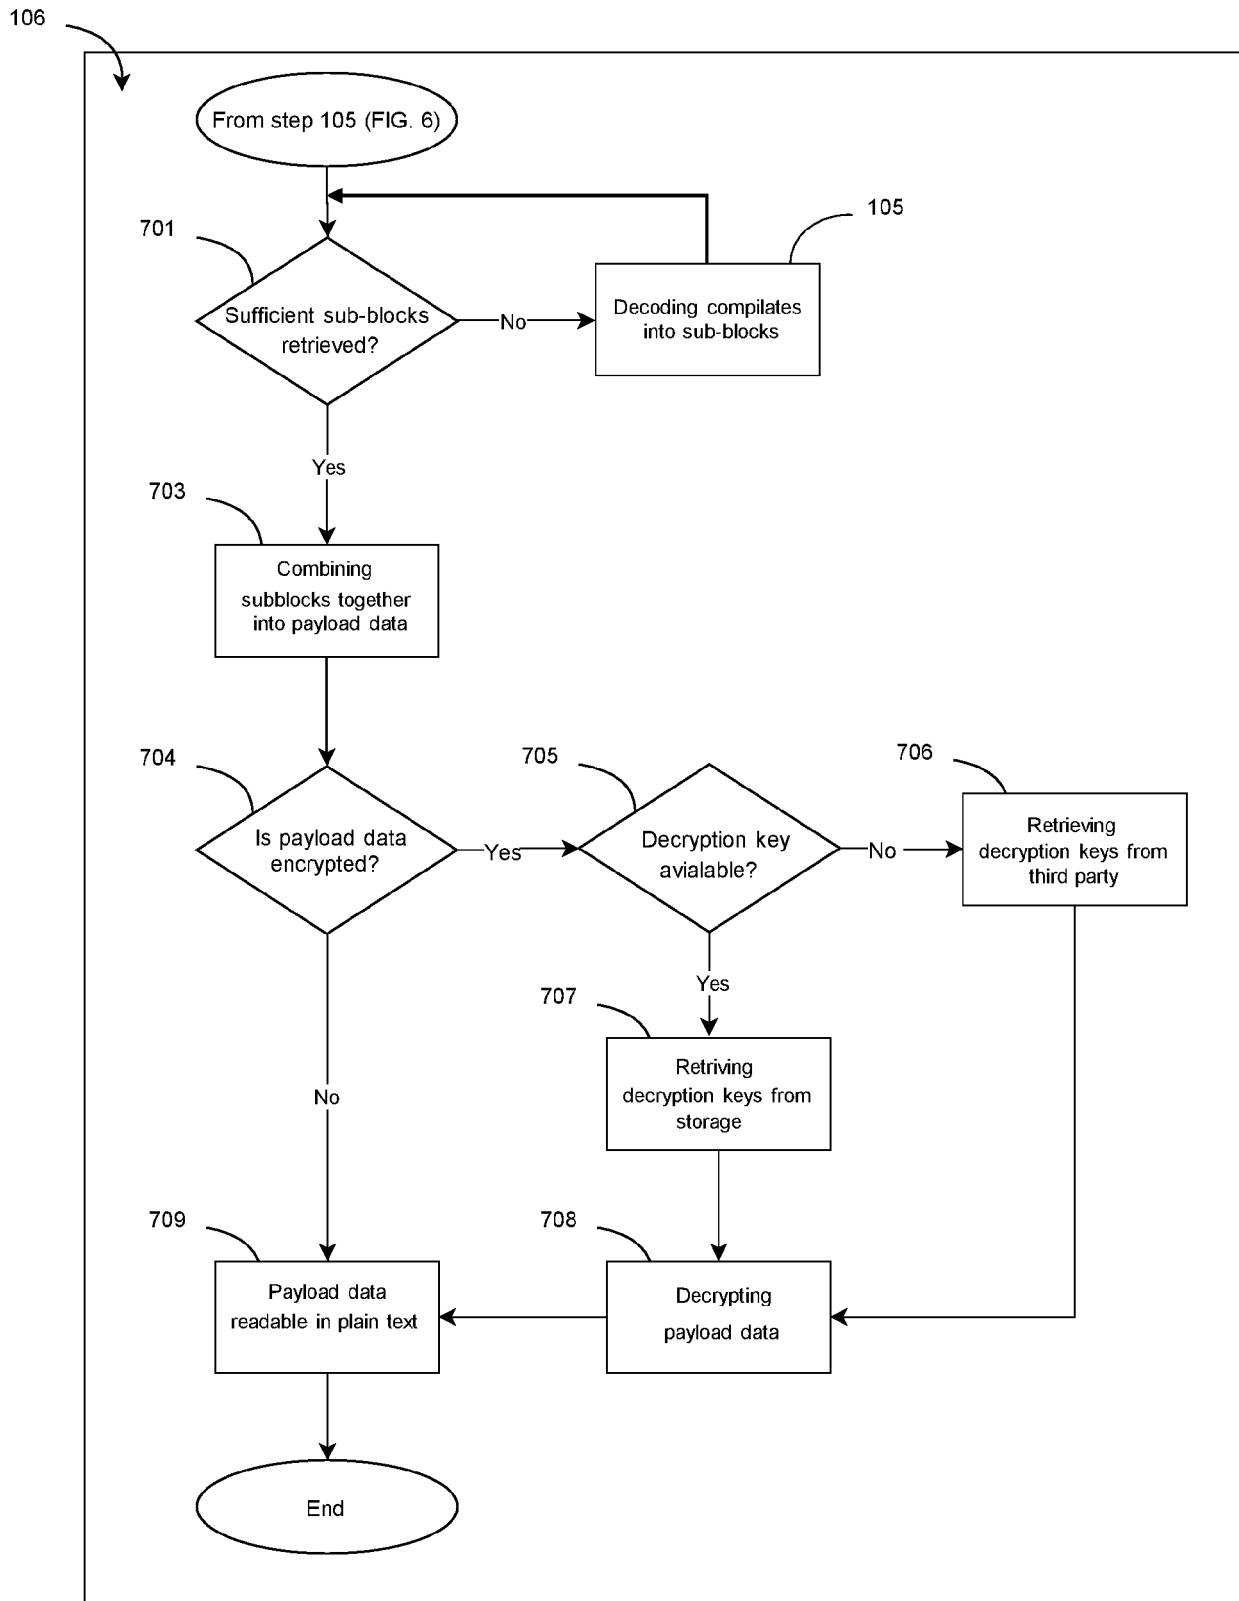 106
From step 105 (FIG. 6)
701
105
Sufficient sub-blocks
retrieved?
No
Decoding compilates
into sub-blocks
Yes
703
Combining
subblocks together
into payload data
704
705
706
Is payload data
encrypted?
Yes
Decryption key
avialable?
No
Retrieving
decryption keys from
third party
Yes
707
Retriving
decryption keys from
storage
No
709
708
Payload data
readable in plain text
Decrypting
payload data
End